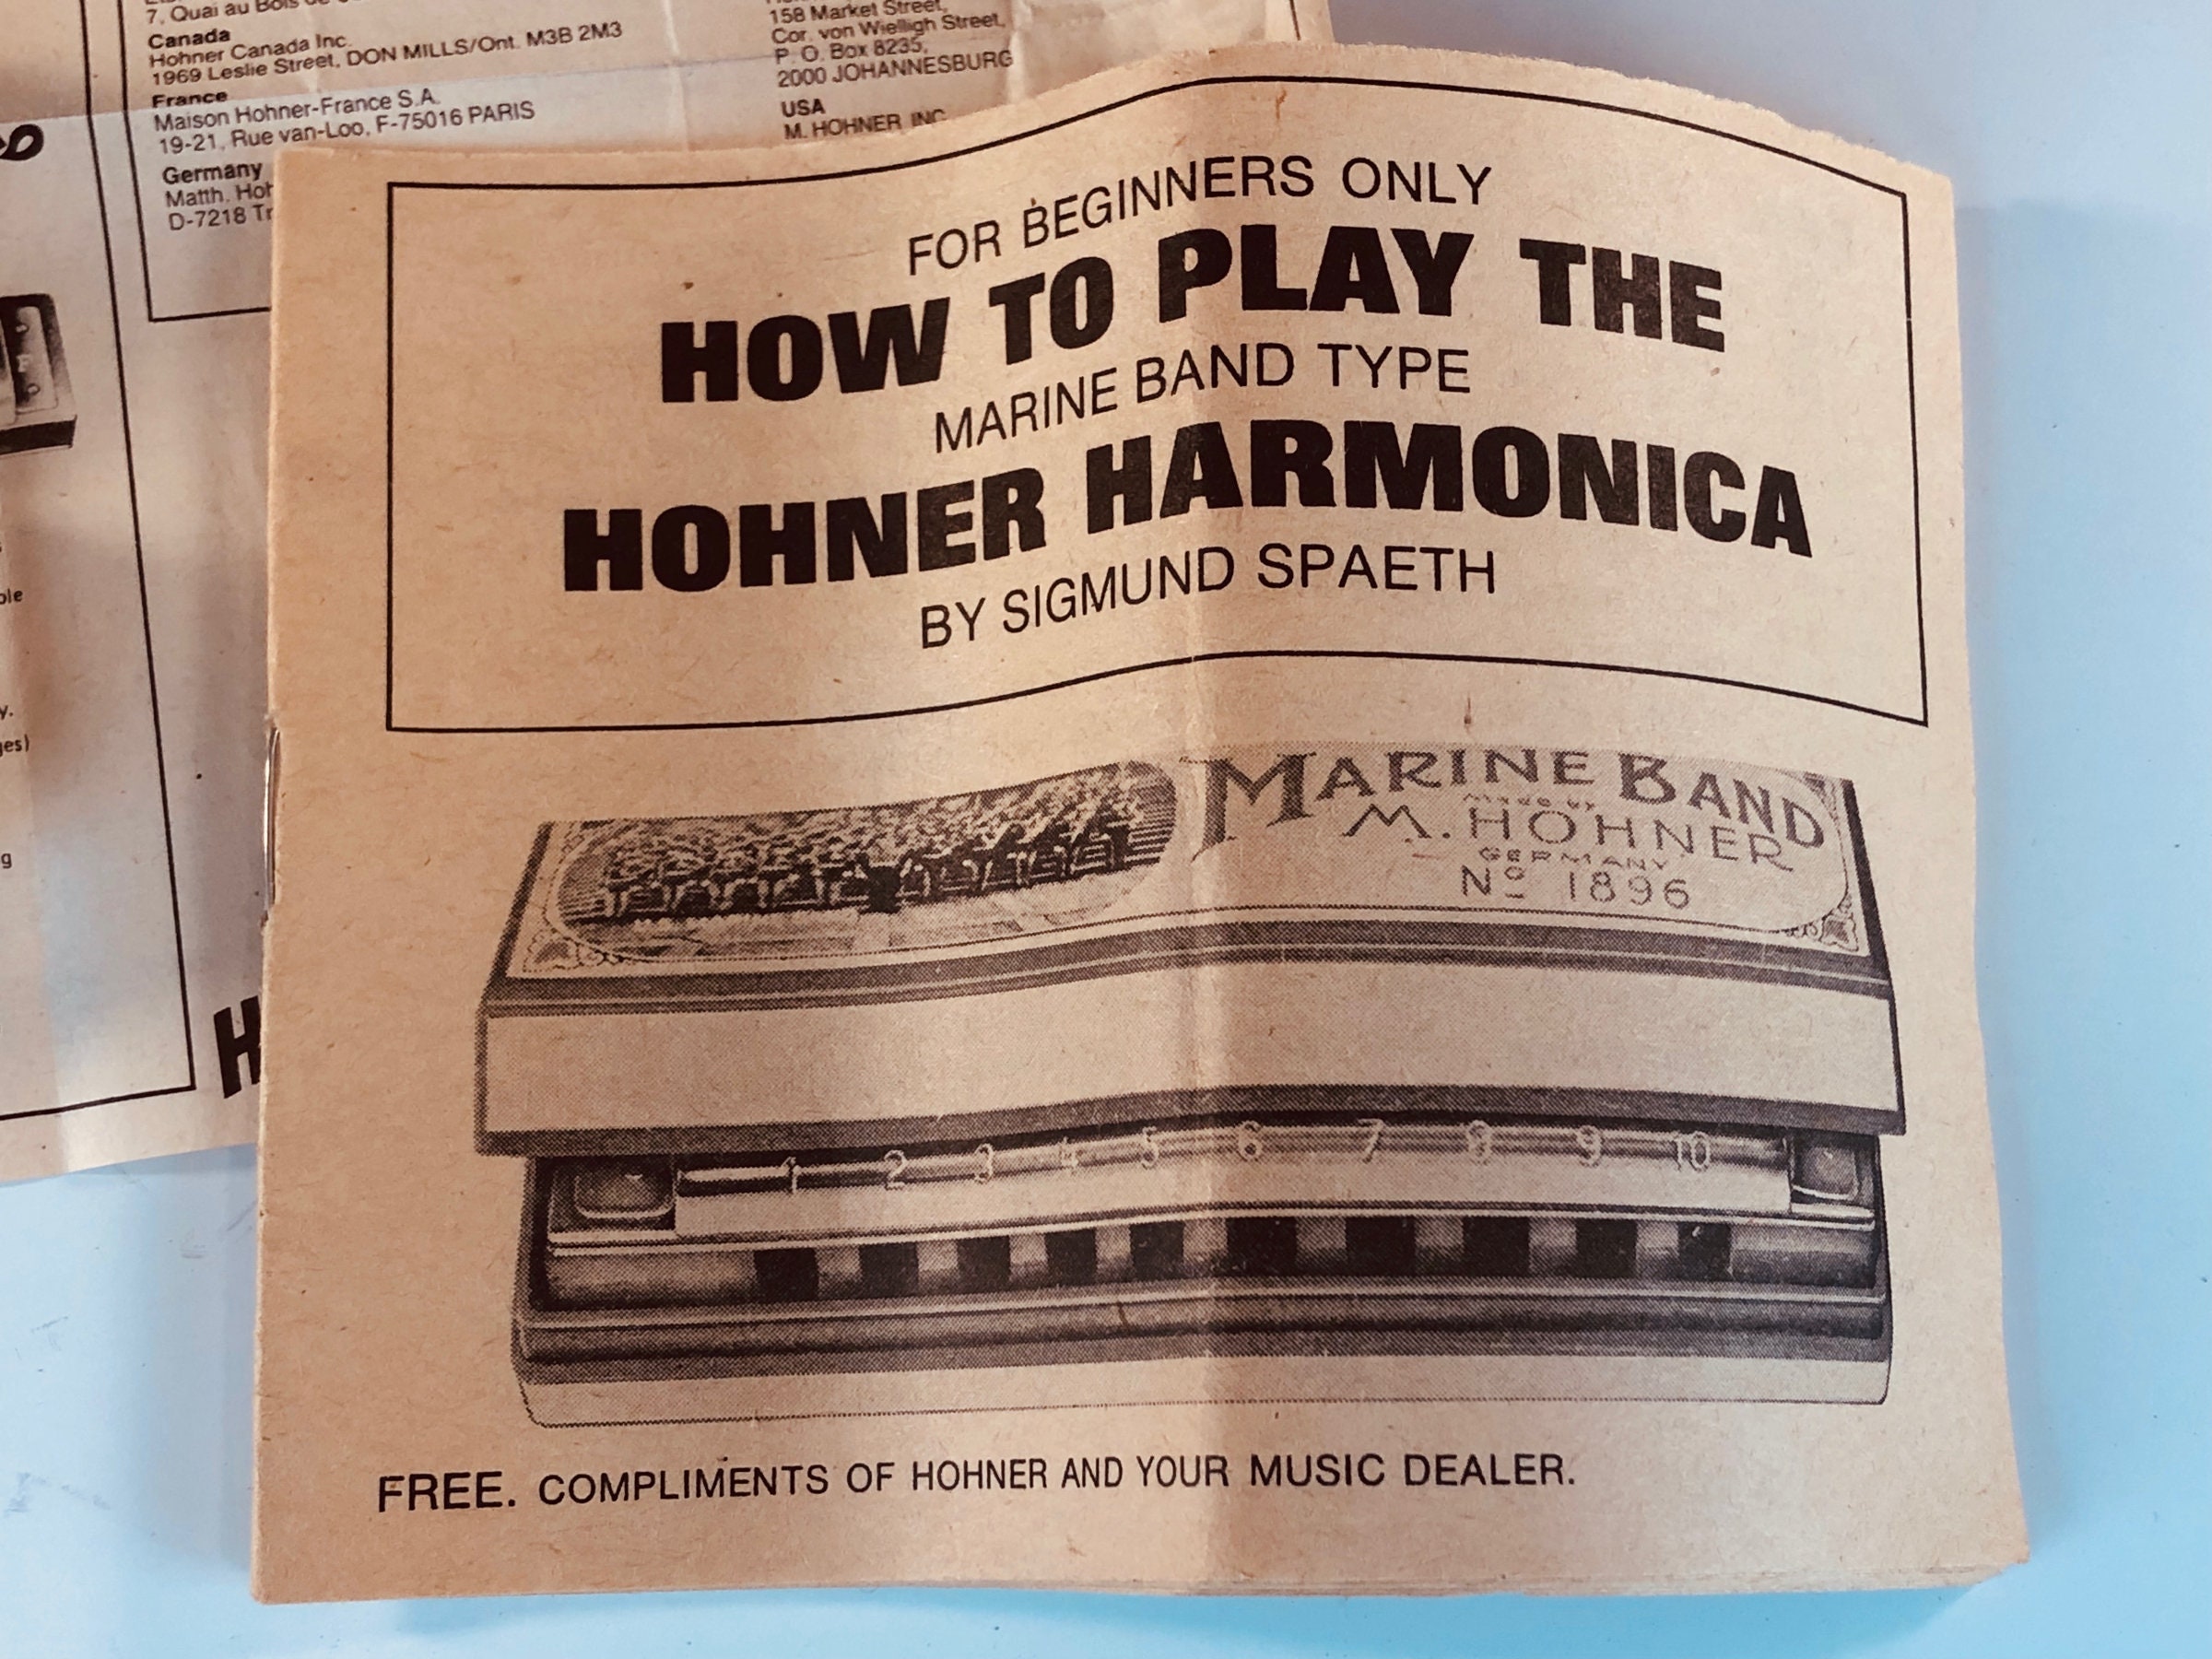 7, Quai au Bois de
Canada
Hohner Canada Inc.
1969 Leslie Street, DON MILLS/Ont. M3B 2M3
France
Maison Hohner-France S.A.
19-21, Rue van-Loo, F-75016 PARIS
Germany
Matth.
D-7218
158 Market Street,
Cor. von Wielligh Street,
P. O. Box 8235,
2000 JOHANNESBURG
USA
M. HOHNER INC
FOR BEGINNERS ONLY
HOW TO PLAY THE
MARINE BAND TYPE
HOHNER HARMONICA
BY SIGMUND SPAETH
MARINE BAND
Made by
M. HOHNER
GERMANY
Nº 1896
1 2 3 4 5 6 7 8 9 10
FREE. COMPLIMENTS OF HOHNER AND YOUR MUSIC DEALER.